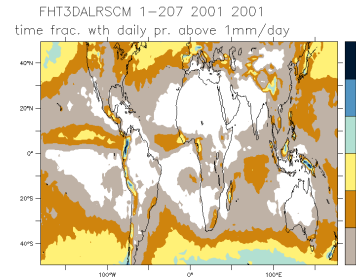 FHT3DALRSCM 1-207 2001 2001
time frac. wth daily pr. above 1mm/day
40°N
20°N
0°
20°S
40°S
100°W
0°
100°E